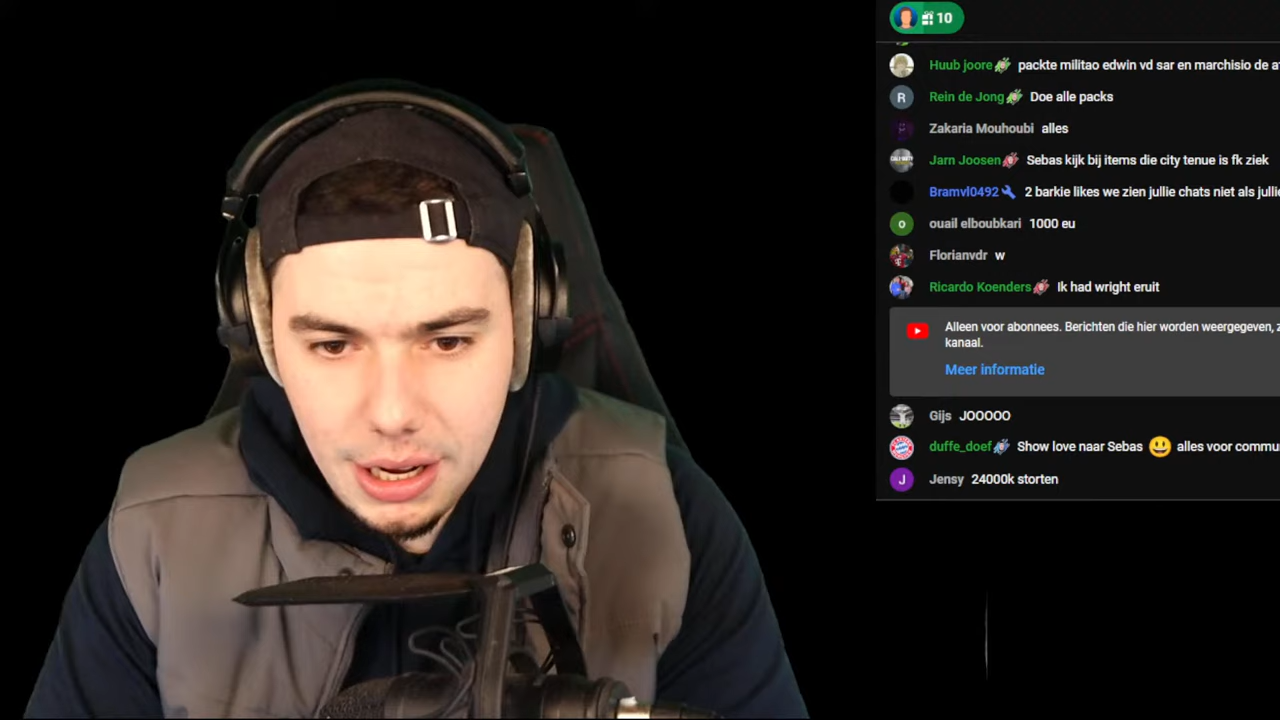 10
Huub joore packte militao edwin vd sar en marchisio de a
R Rein de Jong Doe alle packs
Zakaria Mouhoubi alles
Jarn Joosen Sebas kijk bij items die city tenue is fk ziek
Bramvl0492 2 barkie likes we zien jullie chats niet als jullie
o ouail elboubkari 1000 eu
Florianvdr w
Ricardo Koenders Ik had wright eruit
Alleen voor abonnees. Berichten die hier worden weergegeven, z
kanaal.
Meer informatie
Gijs JOOOOO
duffe_doef Show love naar Sebas 😃 alles voor commu
J Jensy 24000k storten